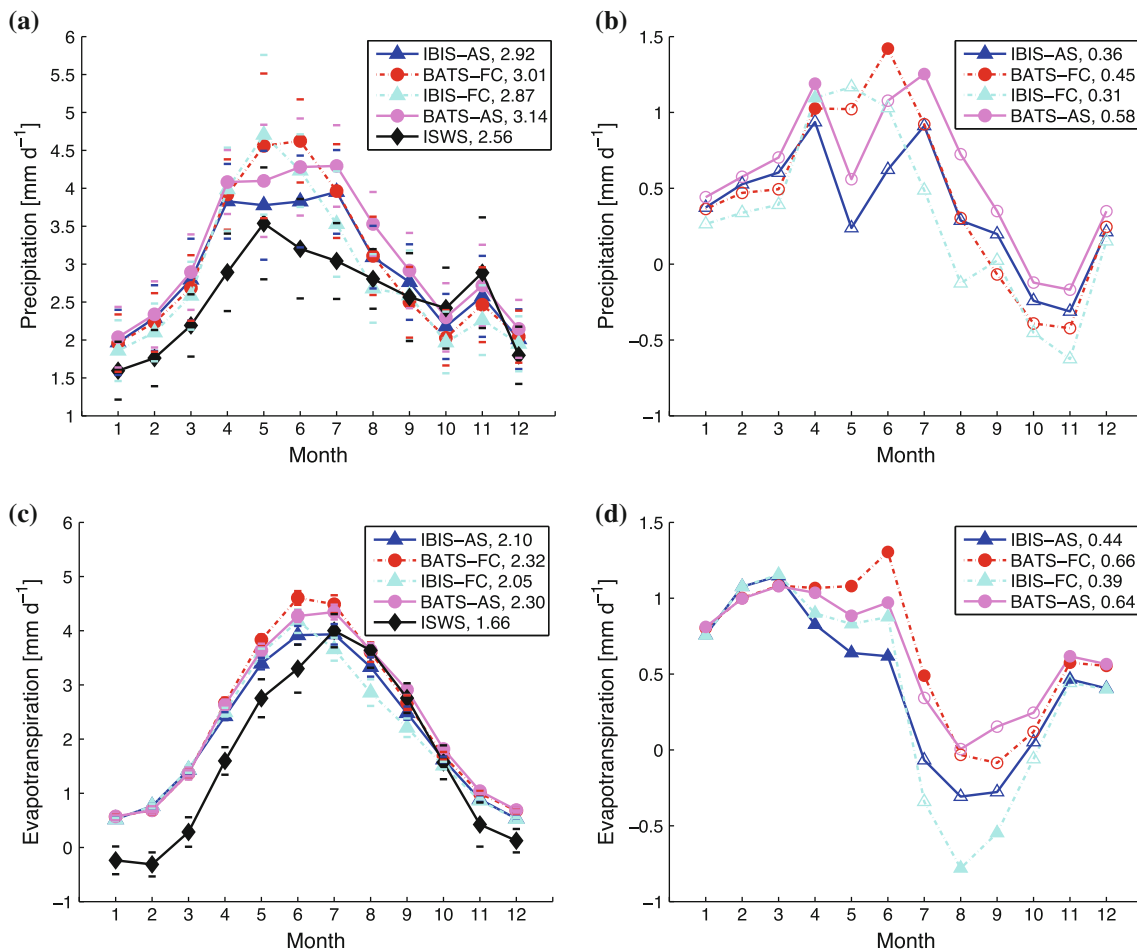 (a)
Precipitation [mm d⁻¹]
6
5.5
5
4.5
4
3.5
3
2.5
2
1.5
1
IBIS−AS, 2.92
BATS−FC, 3.01
IBIS−FC, 2.87
BATS−AS, 3.14
ISWS, 2.56
1 2 3 4 5 6 7 8 9 10 11 12
Month
(b)
Precipitation [mm d⁻¹]
1.5
1
0.5
0
−0.5
−1
IBIS−AS, 0.36
BATS−FC, 0.45
IBIS−FC, 0.31
BATS−AS, 0.58
1 2 3 4 5 6 7 8 9 10 11 12
Month
(c)
Evapotranspiration [mm d⁻¹]
6
5
4
3
2
1
0
−1
IBIS−AS, 2.10
BATS−FC, 2.32
IBIS−FC, 2.05
BATS−AS, 2.30
ISWS, 1.66
1 2 3 4 5 6 7 8 9 10 11 12
Month
(d)
Evapotranspiration [mm d⁻¹]
1.5
1
0.5
0
−0.5
−1
IBIS−AS, 0.44
BATS−FC, 0.66
IBIS−FC, 0.39
BATS−AS, 0.64
1 2 3 4 5 6 7 8 9 10 11 12
Month